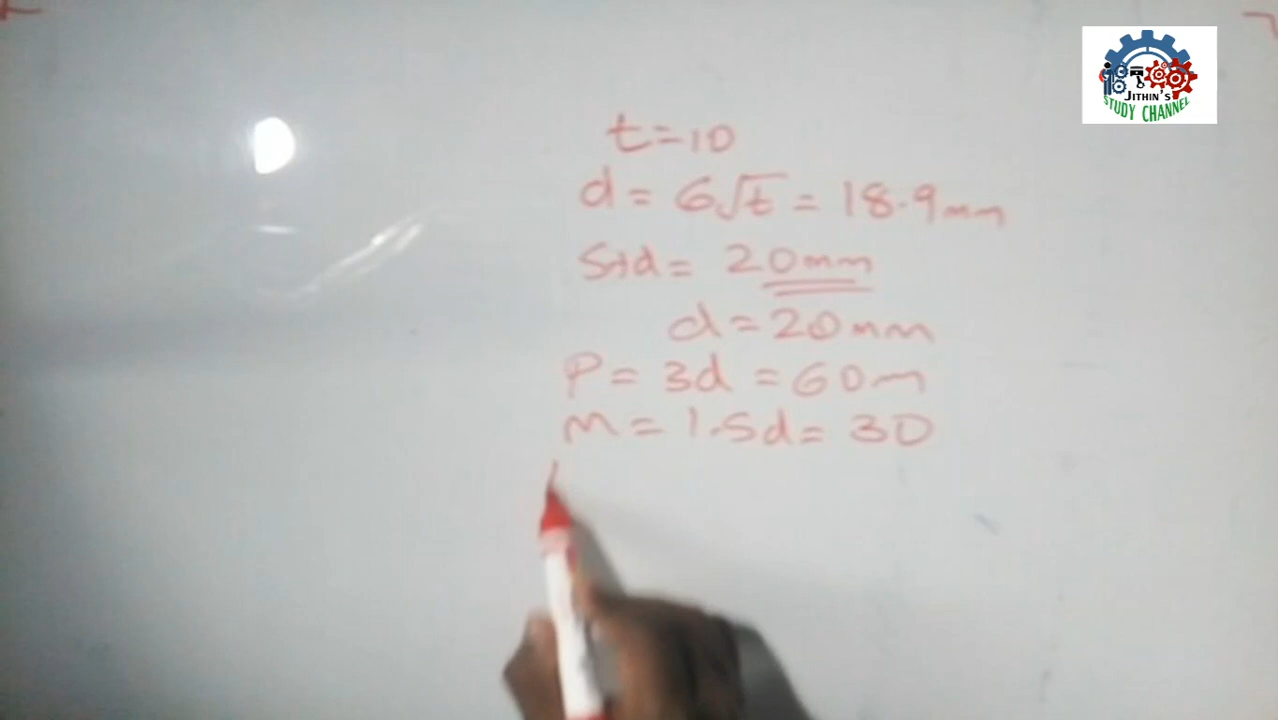 JITHIN'S
STUDY CHANNEL
t=10
d = 6√t = 18.9mm
Std = 20mm
d = 20mm
P = 3d = 60m
m = 1.5d = 30